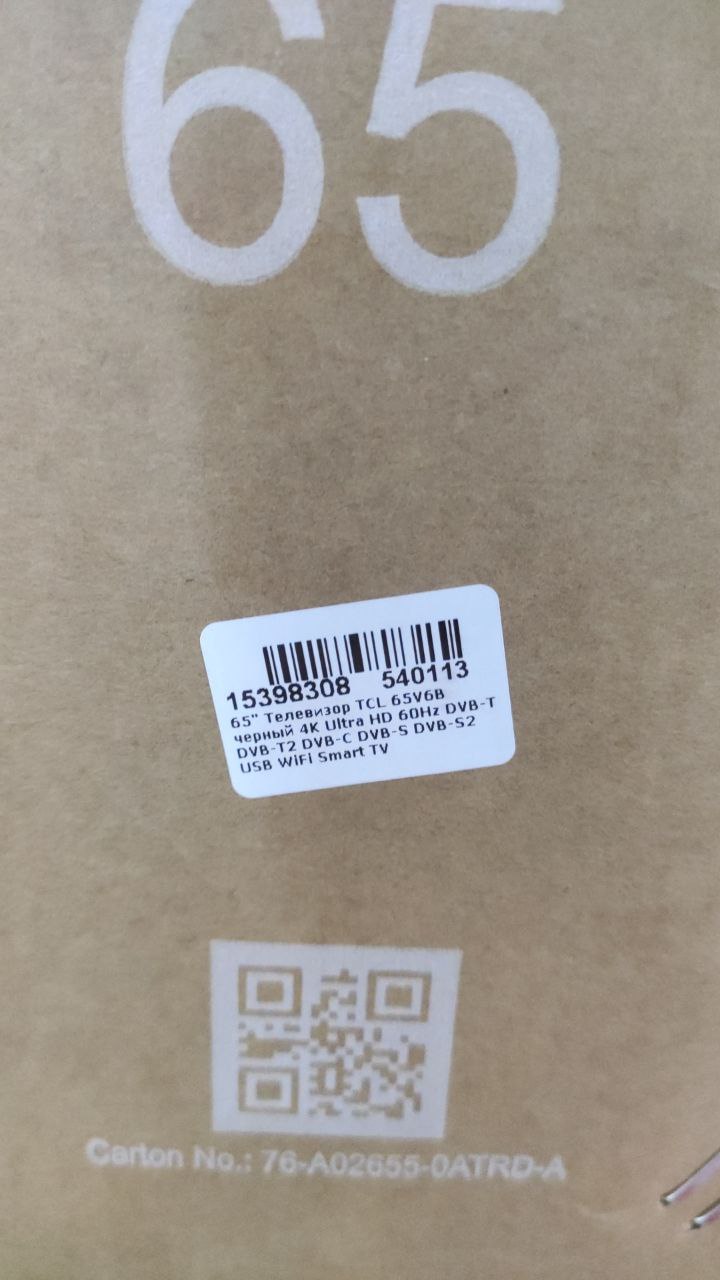 65
15398308 540113
65" Телевизор TCL 65V6B
черный 4K Ultra HD 60Hz DVB-T
DVB-T2 DVB-C DVB-S DVB-S2
USB WiFi Smart TV
Carton No.: 76-A02655-0ATRD-A